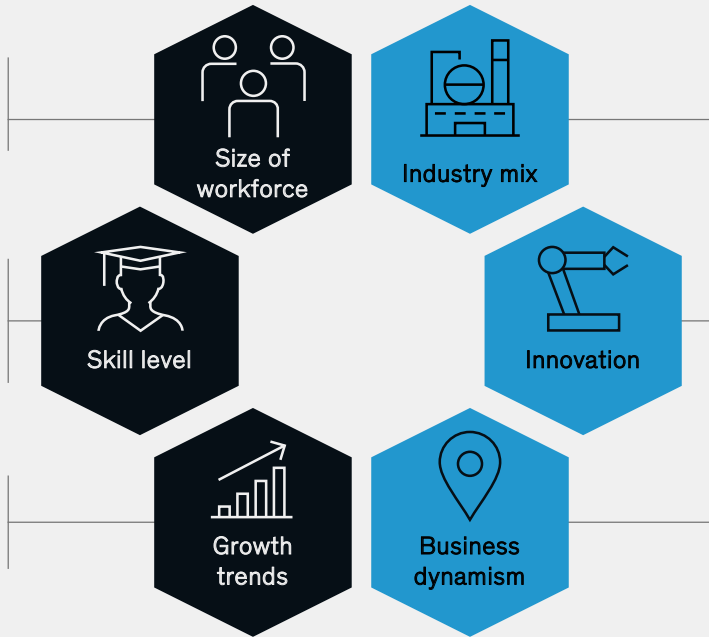 Size of
workforce
Industry mix
Skill level
Innovation
Growth
trends
Business
dynamism